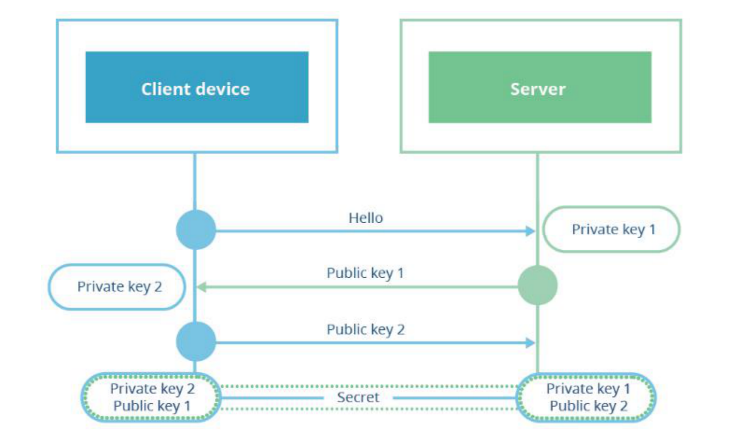 Client device
Server
Hello
Private key 1
Public key 1
Private key 2
Public key 2
Private key 2
Public key 1
Secret
Private key 1
Public key 2